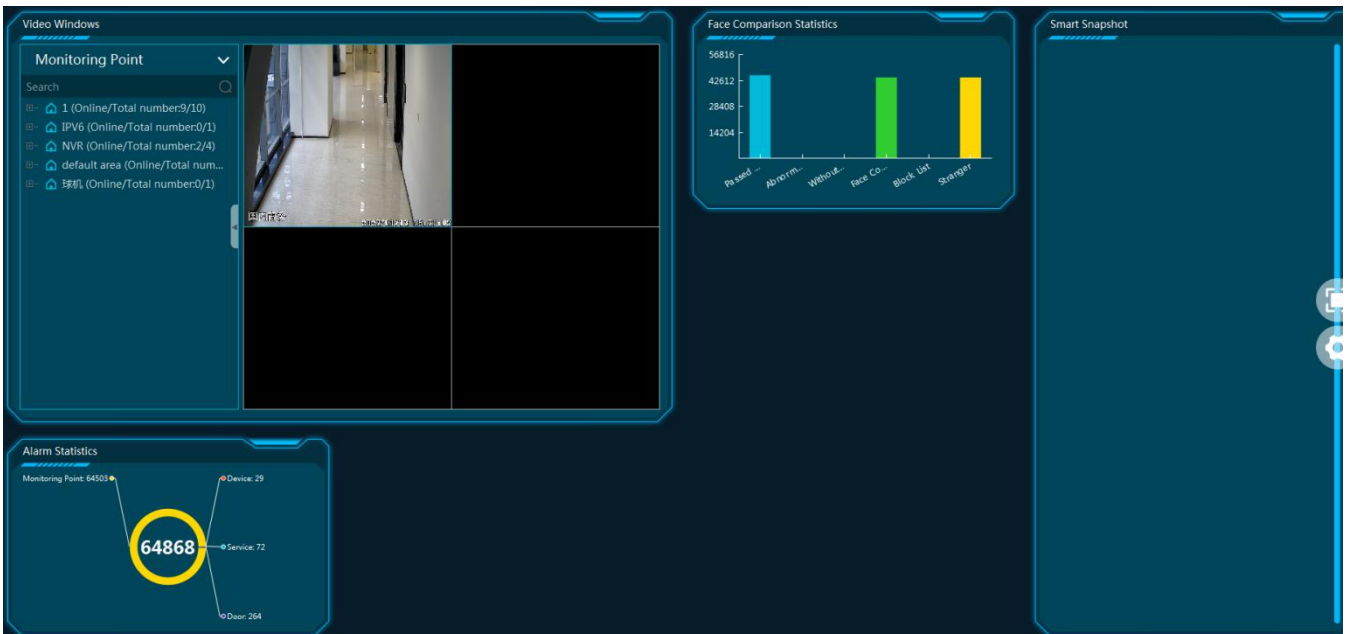 Video Windows
Monitoring Point
Search
1 (Online/Total number:9/10)
IPV6 (Online/Total number:0/1)
NVR (Online/Total number:2/4)
default area (Online/Total num...
球机 (Online/Total number:0/1)
Face Comparison Statistics
56816
42612
28408
14204
Passed ...
Abnorm...
Without...
Face Co...
Block List
Stranger
Smart Snapshot
Alarm Statistics
Monitoring Point: 64503
Device: 29
64868
Service: 72
Door: 264